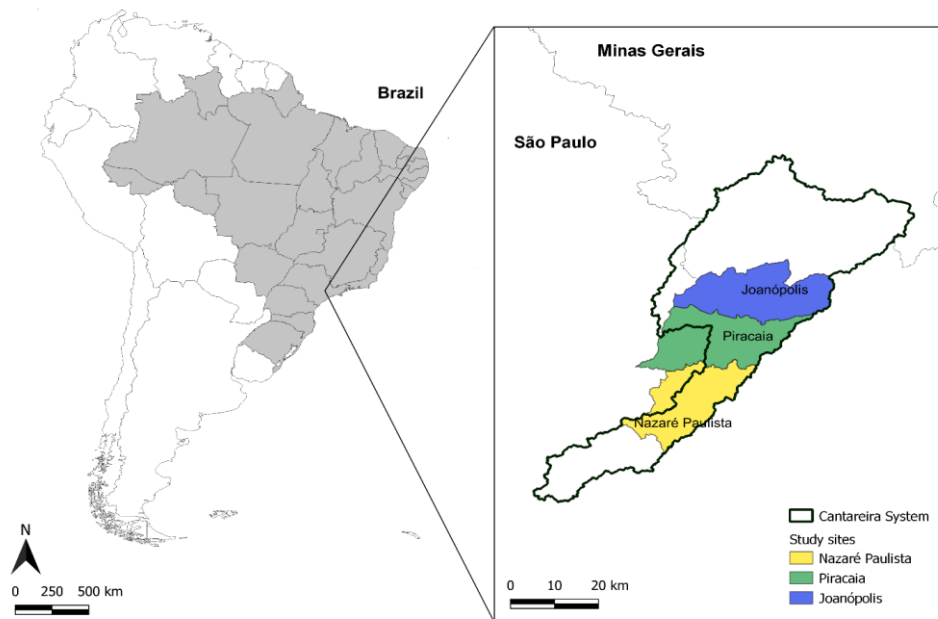 Brazil
N
0 250 500 km
Minas Gerais
São Paulo
Joanópolis
Piracaia
Nazaré Paulista
Cantareira System
Study sites
Nazaré Paulista
Piracaia
Joanópolis
0 10 20 km